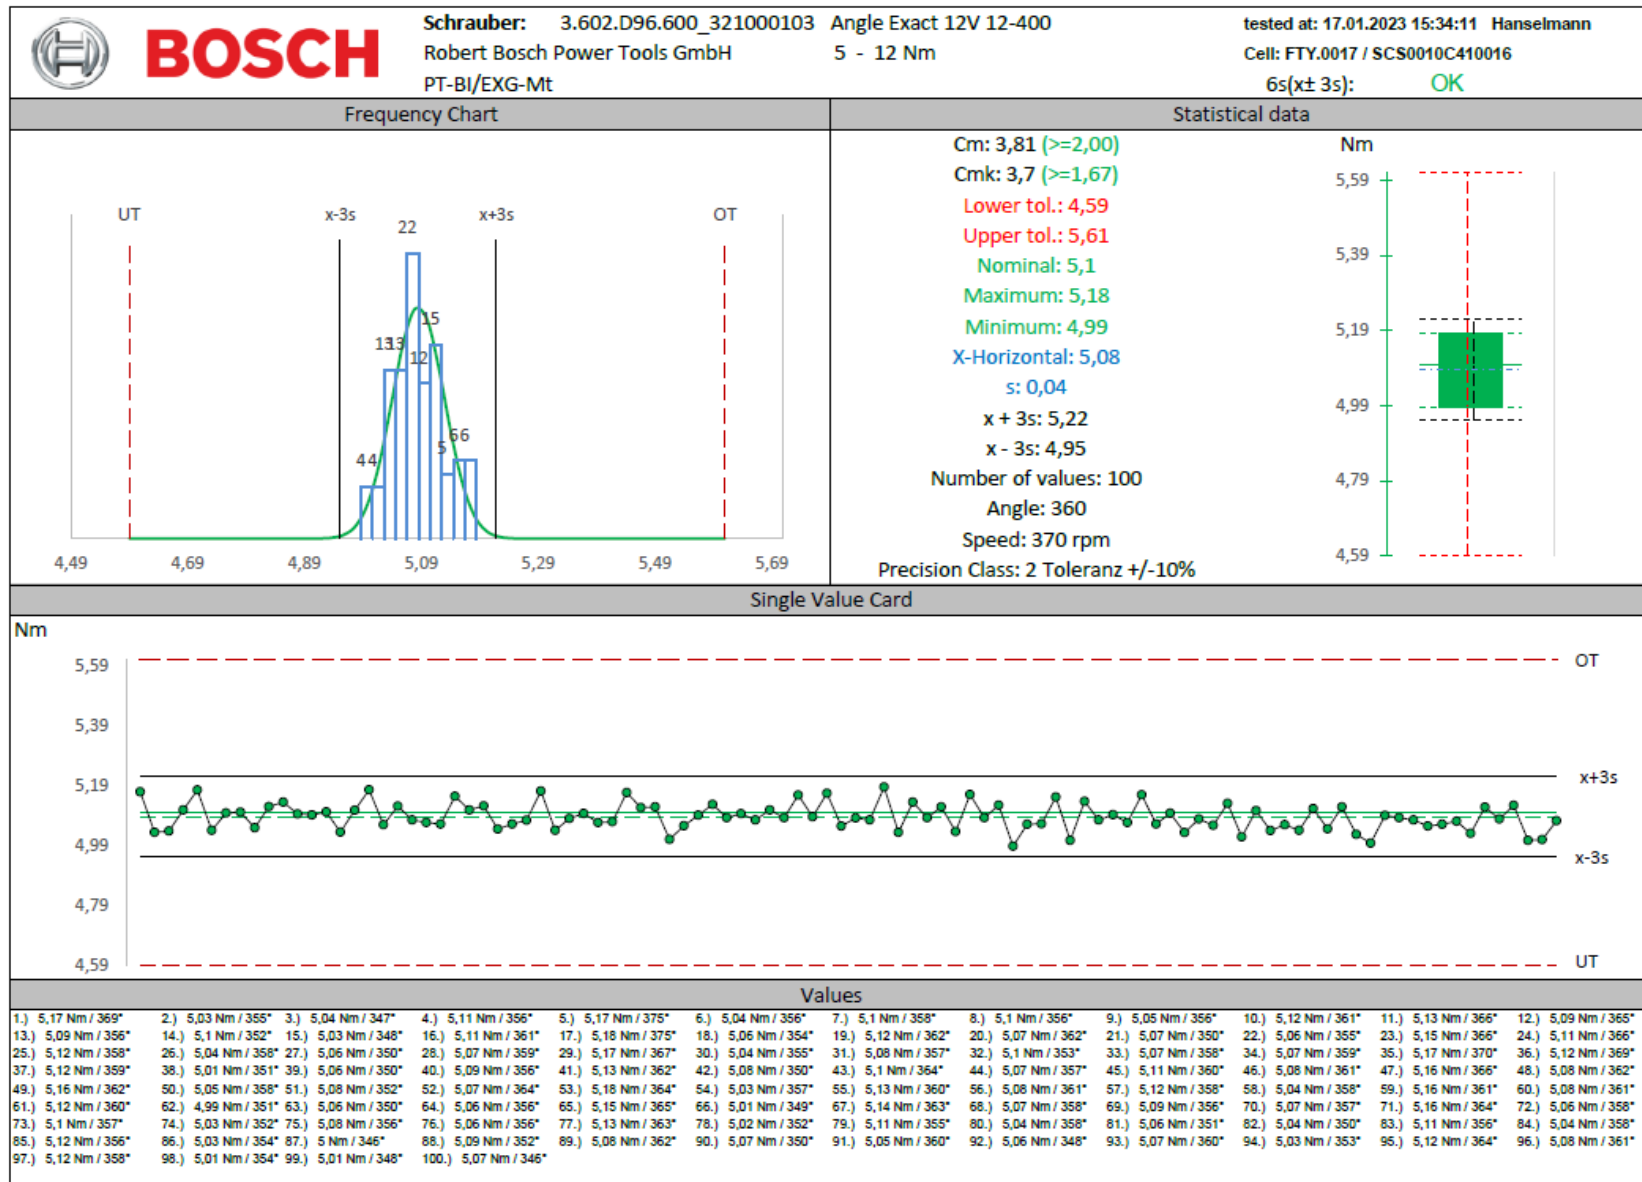 BOSCH
Schrauber: 3.602.D96.600_321000103 Angle Exact 12V 12-400
Robert Bosch Power Tools GmbH 5 - 12 Nm
PT-BI/EXG-Mt
tested at: 17.01.2023 15:34:11 Hanselmann
Cell: FTY.0017 / SCS0010C410016
6s(x± 3s): OK
Frequency Chart
UT x-3s x+3s OT
22
15
13 13
12
6 6
5
4 4
4,49 4,69 4,89 5,09 5,29 5,49 5,69
Statistical data
Cm: 3,81 (>=2,00)
Cmk: 3,7 (>=1,67)
Lower tol.: 4,59
Upper tol.: 5,61
Nominal: 5,1
Maximum: 5,18
Minimum: 4,99
X-Horizontal: 5,08
s: 0,04
x + 3s: 5,22
x - 3s: 4,95
Number of values: 100
Angle: 360
Speed: 370 rpm
Precision Class: 2 Toleranz +/-10%
Nm
5,59
5,39
5,19
4,99
4,79
4,59
Single Value Card
Nm
5,59 OT
5,39
5,19 x+3s
4,99 x-3s
4,79
4,59 UT
Values
1.) 5,17 Nm / 369° 2.) 5,03 Nm / 355° 3.) 5,04 Nm / 347° 4.) 5,11 Nm / 356° 5.) 5,17 Nm / 375° 6.) 5,04 Nm / 356° 7.) 5,1 Nm / 358° 8.) 5,1 Nm / 356° 9.) 5,05 Nm / 356° 10.) 5,12 Nm / 361° 11.) 5,13 Nm / 366° 12.) 5,09 Nm / 365°
13.) 5,09 Nm / 356° 14.) 5,1 Nm / 352° 15.) 5,03 Nm / 348° 16.) 5,11 Nm / 361° 17.) 5,18 Nm / 375° 18.) 5,06 Nm / 354° 19.) 5,12 Nm / 362° 20.) 5,07 Nm / 362° 21.) 5,07 Nm / 350° 22.) 5,06 Nm / 355° 23.) 5,15 Nm / 366° 24.) 5,11 Nm / 366°
25.) 5,12 Nm / 358° 26.) 5,04 Nm / 358° 27.) 5,06 Nm / 350° 28.) 5,07 Nm / 359° 29.) 5,17 Nm / 367° 30.) 5,04 Nm / 355° 31.) 5,08 Nm / 357° 32.) 5,1 Nm / 353° 33.) 5,07 Nm / 358° 34.) 5,07 Nm / 359° 35.) 5,17 Nm / 370° 36.) 5,12 Nm / 369°
37.) 5,12 Nm / 359° 38.) 5,01 Nm / 351° 39.) 5,06 Nm / 350° 40.) 5,09 Nm / 356° 41.) 5,13 Nm / 362° 42.) 5,08 Nm / 350° 43.) 5,1 Nm / 364° 44.) 5,07 Nm / 357° 45.) 5,11 Nm / 360° 46.) 5,08 Nm / 361° 47.) 5,16 Nm / 366° 48.) 5,08 Nm / 362°
49.) 5,16 Nm / 362° 50.) 5,05 Nm / 358° 51.) 5,08 Nm / 352° 52.) 5,07 Nm / 364° 53.) 5,18 Nm / 364° 54.) 5,03 Nm / 357° 55.) 5,13 Nm / 360° 56.) 5,08 Nm / 361° 57.) 5,12 Nm / 358° 58.) 5,04 Nm / 358° 59.) 5,16 Nm / 361° 60.) 5,08 Nm / 361°
61.) 5,12 Nm / 360° 62.) 4,99 Nm / 351° 63.) 5,06 Nm / 350° 64.) 5,06 Nm / 356° 65.) 5,15 Nm / 365° 66.) 5,01 Nm / 349° 67.) 5,14 Nm / 363° 68.) 5,07 Nm / 358° 69.) 5,09 Nm / 356° 70.) 5,07 Nm / 357° 71.) 5,16 Nm / 364° 72.) 5,06 Nm / 358°
73.) 5,1 Nm / 357° 74.) 5,03 Nm / 352° 75.) 5,08 Nm / 356° 76.) 5,06 Nm / 356° 77.) 5,13 Nm / 363° 78.) 5,02 Nm / 352° 79.) 5,11 Nm / 355° 80.) 5,04 Nm / 358° 81.) 5,06 Nm / 351° 82.) 5,04 Nm / 350° 83.) 5,11 Nm / 356° 84.) 5,04 Nm / 358°
85.) 5,12 Nm / 356° 86.) 5,03 Nm / 354° 87.) 5 Nm / 346° 88.) 5,09 Nm / 352° 89.) 5,08 Nm / 362° 90.) 5,07 Nm / 350° 91.) 5,05 Nm / 360° 92.) 5,06 Nm / 348° 93.) 5,07 Nm / 360° 94.) 5,03 Nm / 353° 95.) 5,12 Nm / 364° 96.) 5,08 Nm / 361°
97.) 5,12 Nm / 358° 98.) 5,01 Nm / 354° 99.) 5,01 Nm / 348° 100.) 5,07 Nm / 346°